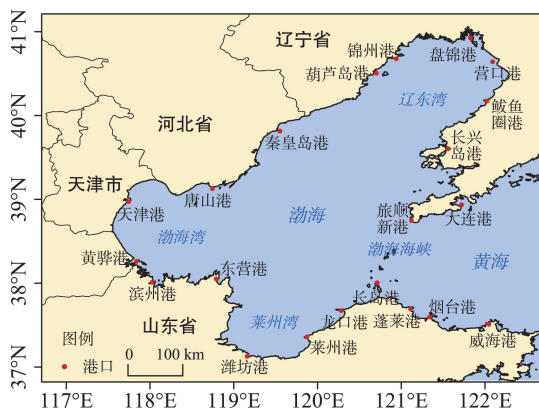 41°N
40°N
39°N
38°N
37°N
辽宁省
锦州港
葫芦岛港
盘锦港
营口港
辽东湾
鲅鱼
圈港
河北省
秦皇岛港
长兴
岛港
天津市
天津港
唐山港
渤海
旅顺
新港
大连港
渤海湾
渤海海峡
黄骅港
黄海
滨州港
东营港
长岛港
烟台港
莱州湾
龙口港
蓬莱港
威海港
山东省
莱州港
潍坊港
图例
港口
0 100 km
117°E 118°E 119°E 120°E 121°E 122°E